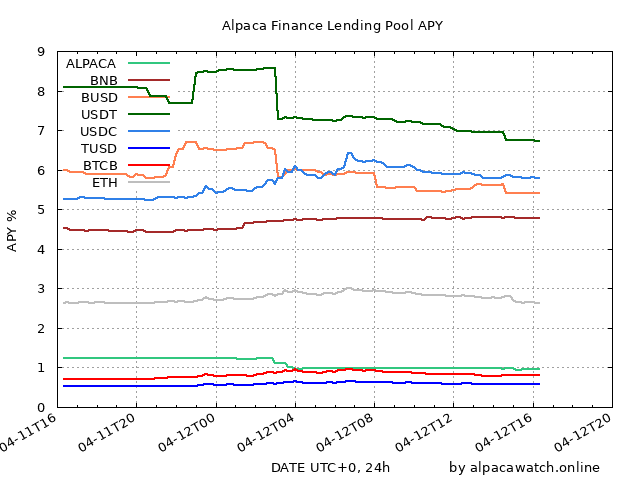 Alpaca Finance Lending Pool APY
9
8
7
6
5
4
3
2
1
0
APY %
ALPACA
BNB
BUSD
USDT
USDC
TUSD
BTCB
ETH
04-11T16
04-11T20
04-12T00
04-12T04
04-12T08
04-12T12
04-12T16
04-12T20
DATE UTC+0, 24h
by alpacawatch.online